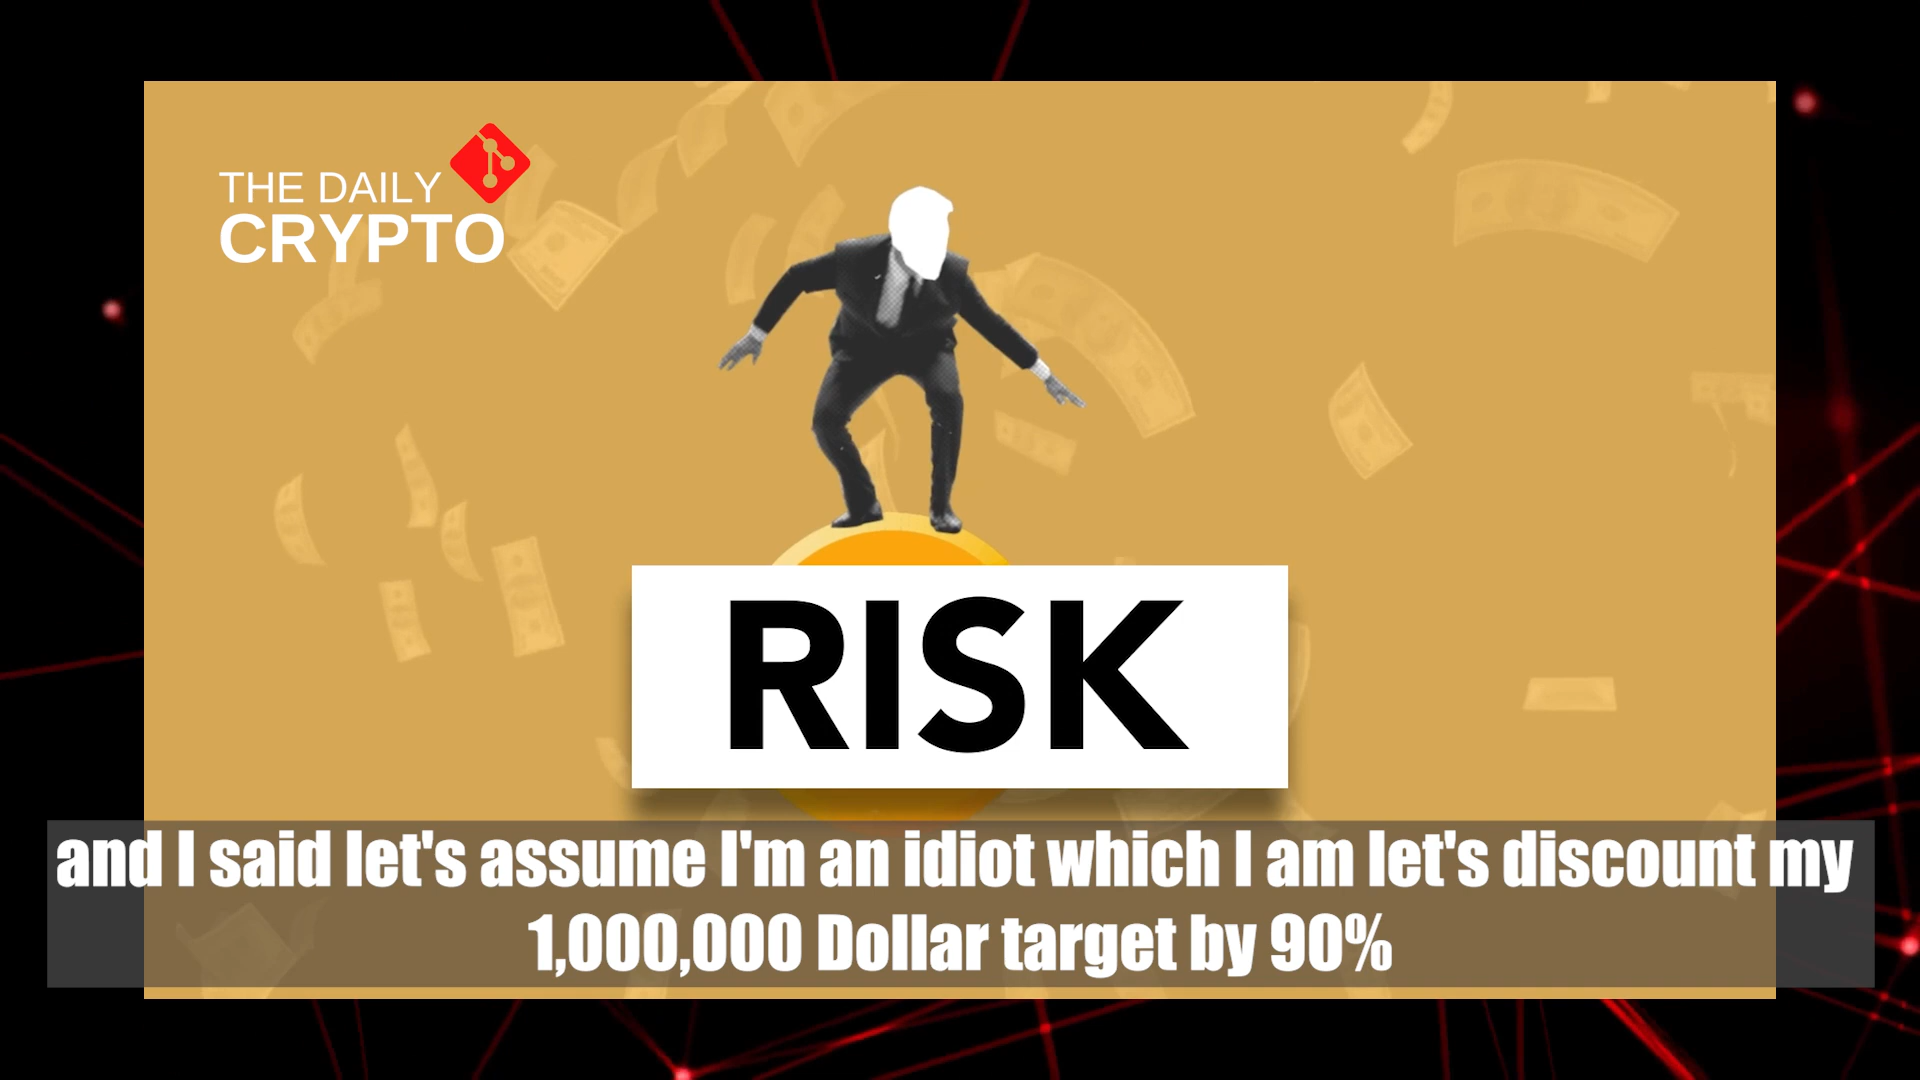 THE DAILY
CRYPTO
RISK
and I said let's assume I'm an idiot which I am let's discount my
1,000,000 Dollar target by 90%